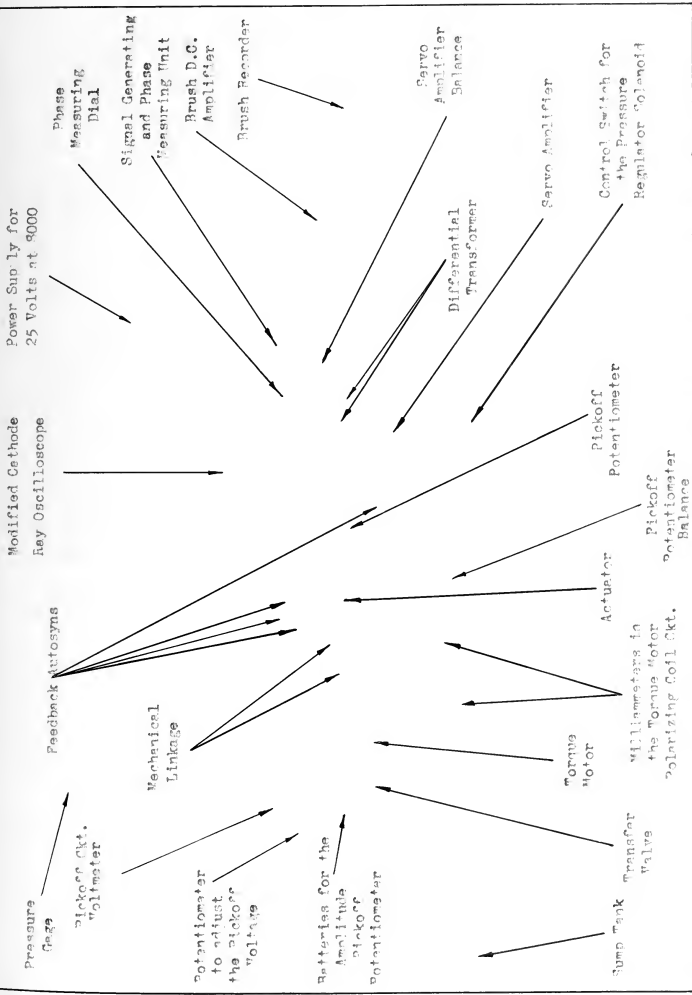 Pressure
Gage
Pickoff Ckt.
Voltmeter
Potentiometer
to adjust
the Pickoff
Voltage
Batteries for the
Amplitude
Pickoff
Potentiometer
Sump Tank
Feedback Autosyns
Mechanical
Linkage
Transfer
Valve
Torque
Motor
Milliammeters in
the Torque Motor
Polarizing Coil Ckt.
Actuator
Pickoff
Potentiometer
Balance
Pickoff
Potentiometer
Modified Cathode
Ray Oscilloscope
Power Sup ly for
25 Volts at 8000
Phase
Measuring
Dial
Signal Generating
and Phase
Measuring Unit
Brush D.C.
Amplifier
Brush Recorder
Servo
Amplifier
Balance
Differential
Transformer
Servo Amplifier
Control Switch for
the Pressure
Regulator Solenoid